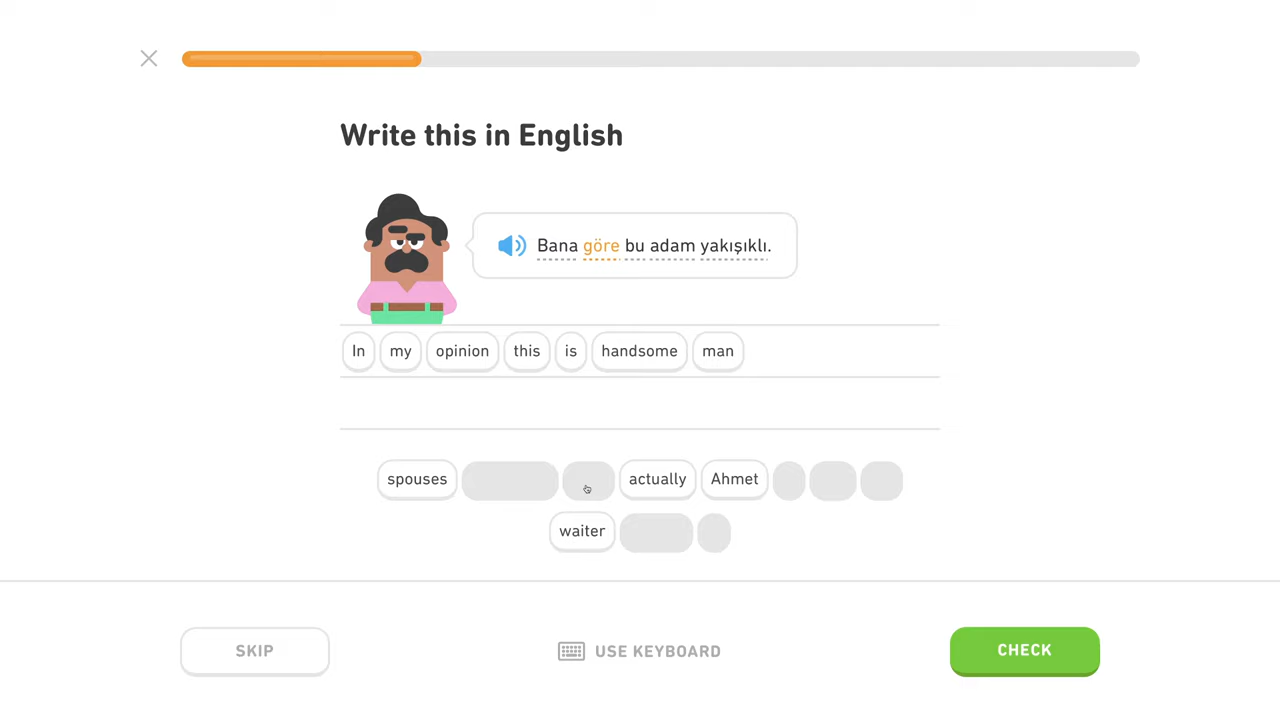 Write this in English
Bana göre bu adam yakışıklı.
In my opinion this is handsome man
spouses actually Ahmet
waiter
SKIP USE KEYBOARD CHECK